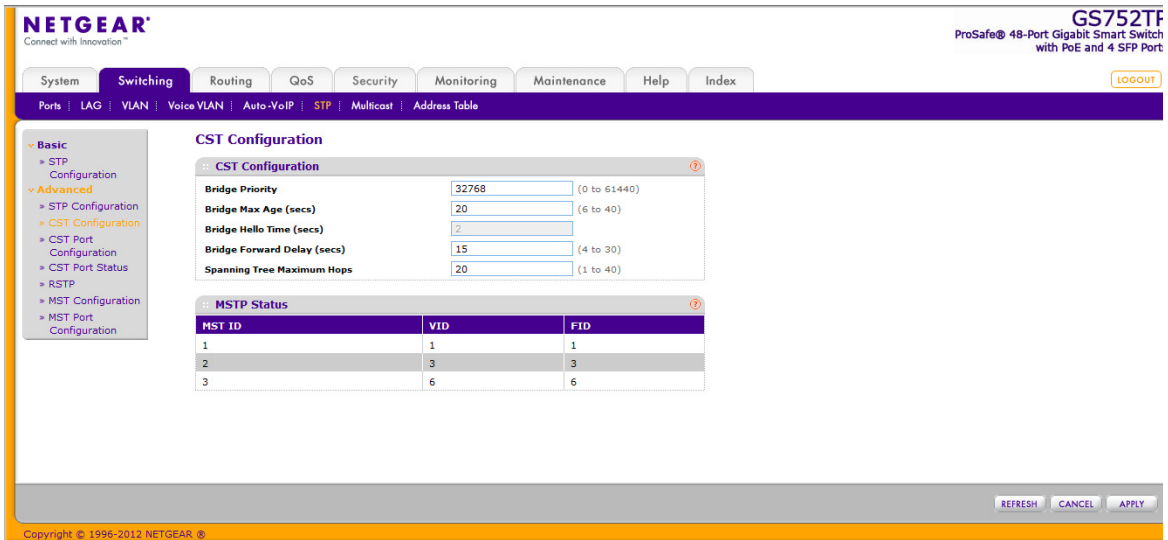 NETGEAR®
Connect with Innovation™
GS752TP
ProSafe® 48-Port Gigabit Smart Switch
with PoE and 4 SFP Ports
System Switching Routing QoS Security Monitoring Maintenance Help Index LOGOUT
Ports LAG VLAN Voice VLAN Auto-VoIP STP Multicast Address Table
Basic
» STP
Configuration
Advanced
» STP Configuration
» CST Configuration
» CST Port
Configuration
» CST Port Status
» RSTP
» MST Configuration
» MST Port
Configuration
CST Configuration
CST Configuration
Bridge Priority 32768 (0 to 61440)
Bridge Max Age (secs) 20 (6 to 40)
Bridge Hello Time (secs) 2
Bridge Forward Delay (secs) 15 (4 to 30)
Spanning Tree Maximum Hops 20 (1 to 40)
MSTP Status
MST ID VID FID
1 1 1
2 3 3
3 6 6
REFRESH CANCEL APPLY
Copyright © 1996-2012 NETGEAR ®